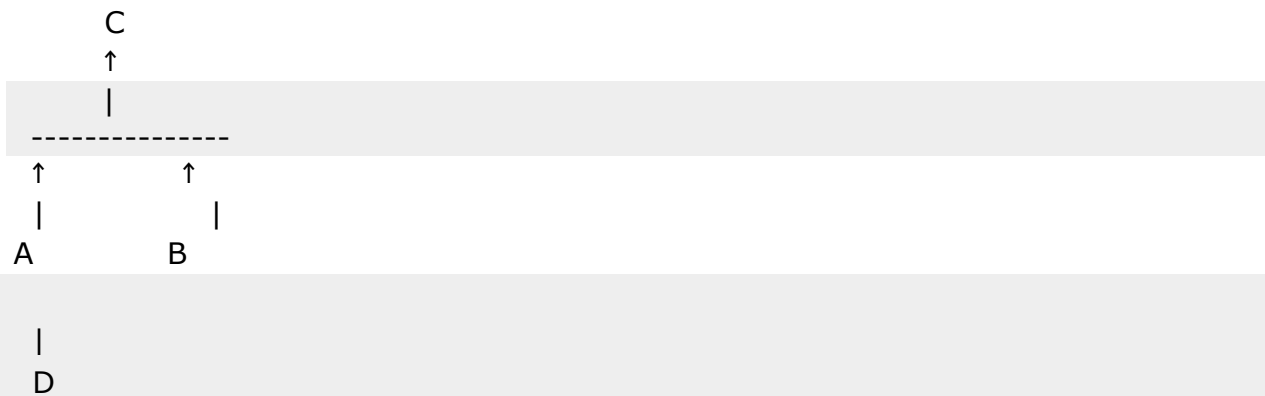 C
↑
|
---------------
↑ ↑
| |
A B
|
D